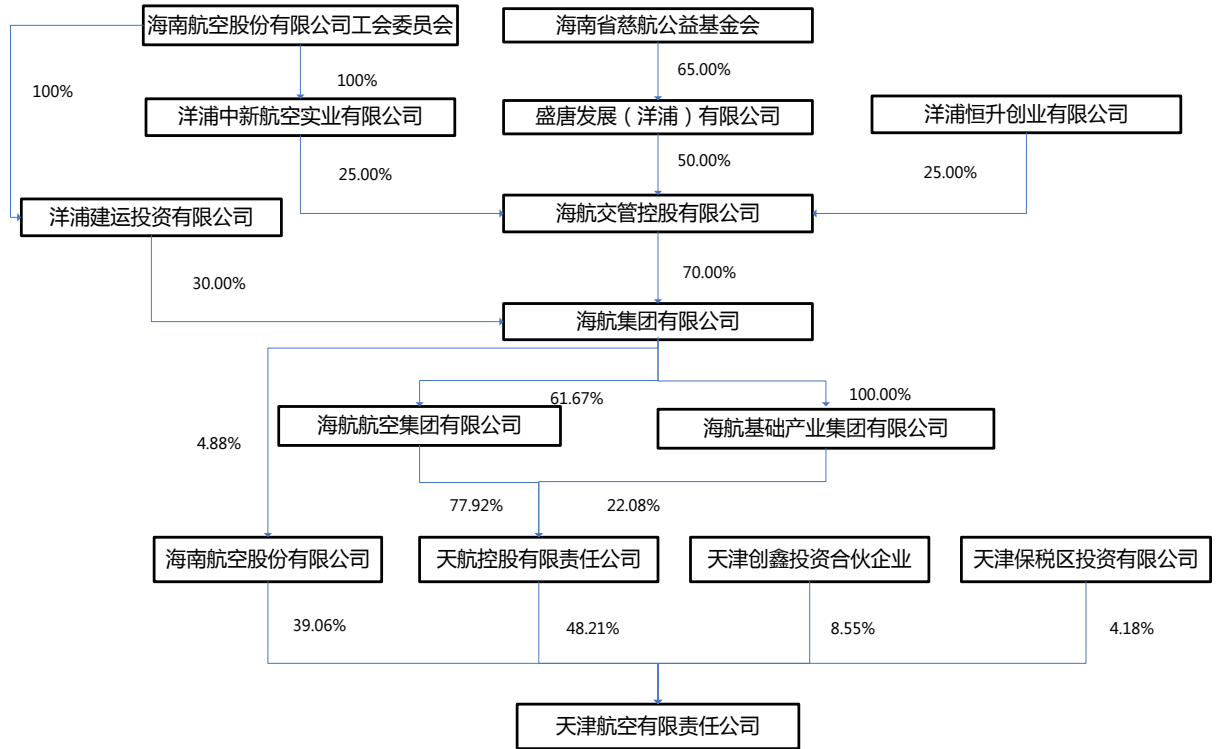 海南航空股份有限公司工会委员会
海南省慈航公益基金会
100%
100%
65.00%
洋浦中新航空实业有限公司
盛唐发展（洋浦）有限公司
洋浦恒升创业有限公司
25.00%
50.00%
25.00%
洋浦建运投资有限公司
海航交管控股有限公司
30.00%
70.00%
海航集团有限公司
61.67%
100.00%
海航航空集团有限公司
海航基础产业集团有限公司
4.88%
77.92%
22.08%
海南航空股份有限公司
天航控股有限责任公司
天津创鑫投资合伙企业
天津保税区投资有限公司
39.06%
48.21%
8.55%
4.18%
天津航空有限责任公司